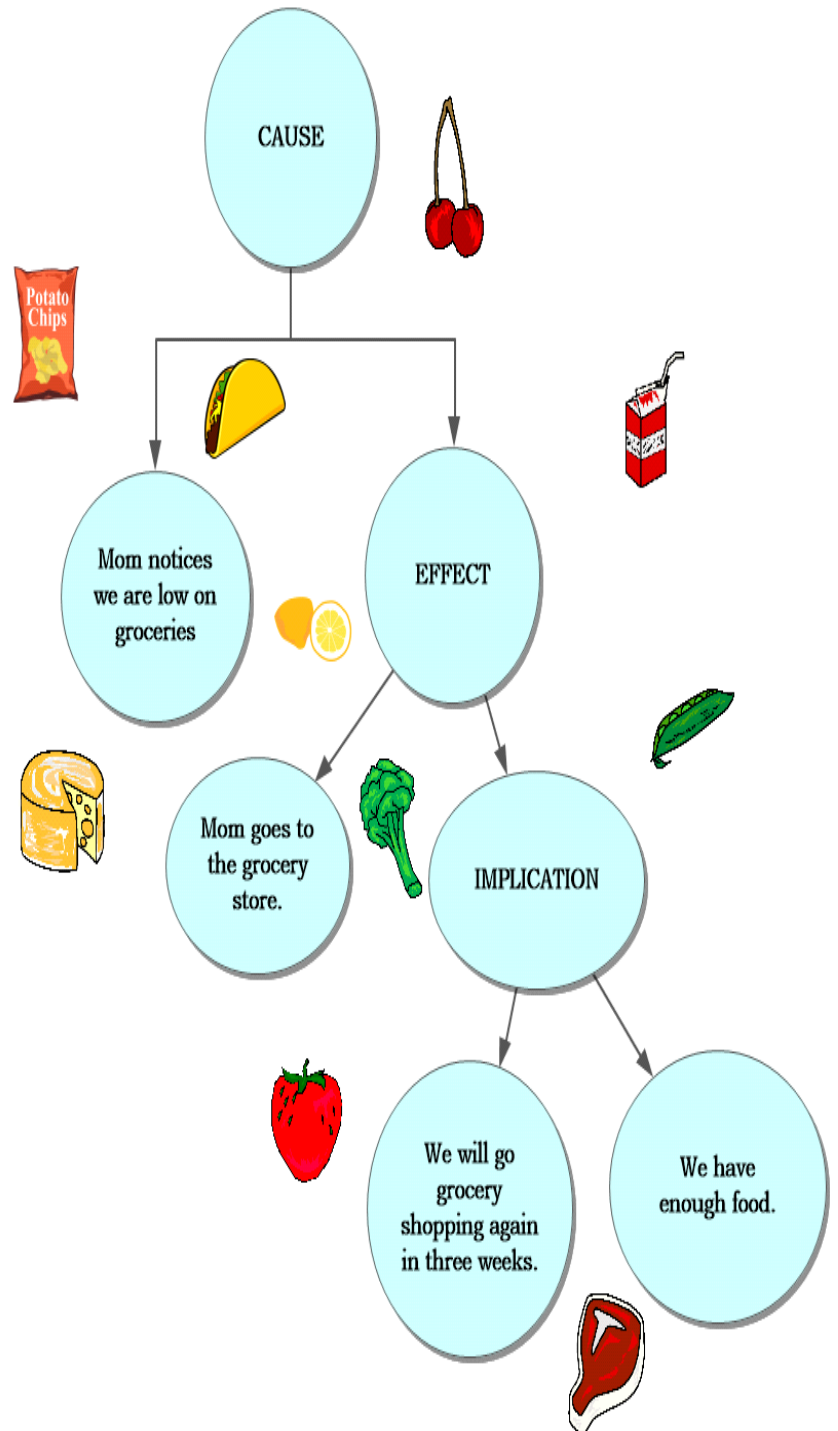 CAUSE
Potato
Chips
Mom notices
we are low on
groceries
EFFECT
Mom goes to
the grocery
store.
IMPLICATION
We will go
grocery
shopping again
in three weeks.
We have
enough food.